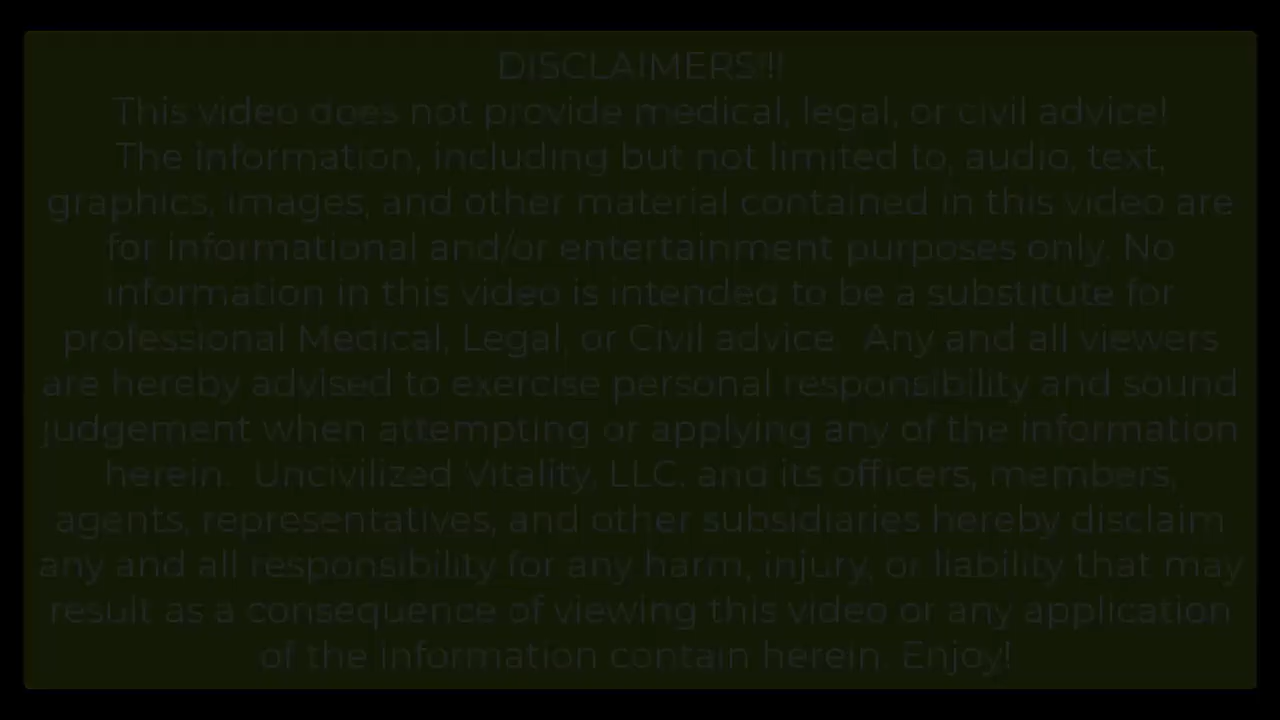 DISCLAIMERS!!!
This video does not provide medical, legal, or civil advice!
The information, including but not limited to, audio, text,
graphics, images, and other material contained in this video are
for informational and/or entertainment purposes only. No
information in this video is intended to be a substitute for
professional Medical, Legal, or Civil advice. Any and all viewers
are hereby advised to exercise personal responsibility and sound
judgement when attempting or applying any of the information
herein. Uncivilized Vitality, LLC. and its officers, members,
agents, representatives, and other subsidiaries hereby disclaim
any and all responsibility for any harm, injury, or liability that may
result as a consequence of viewing this video or any application
of the information contain herein. Enjoy!